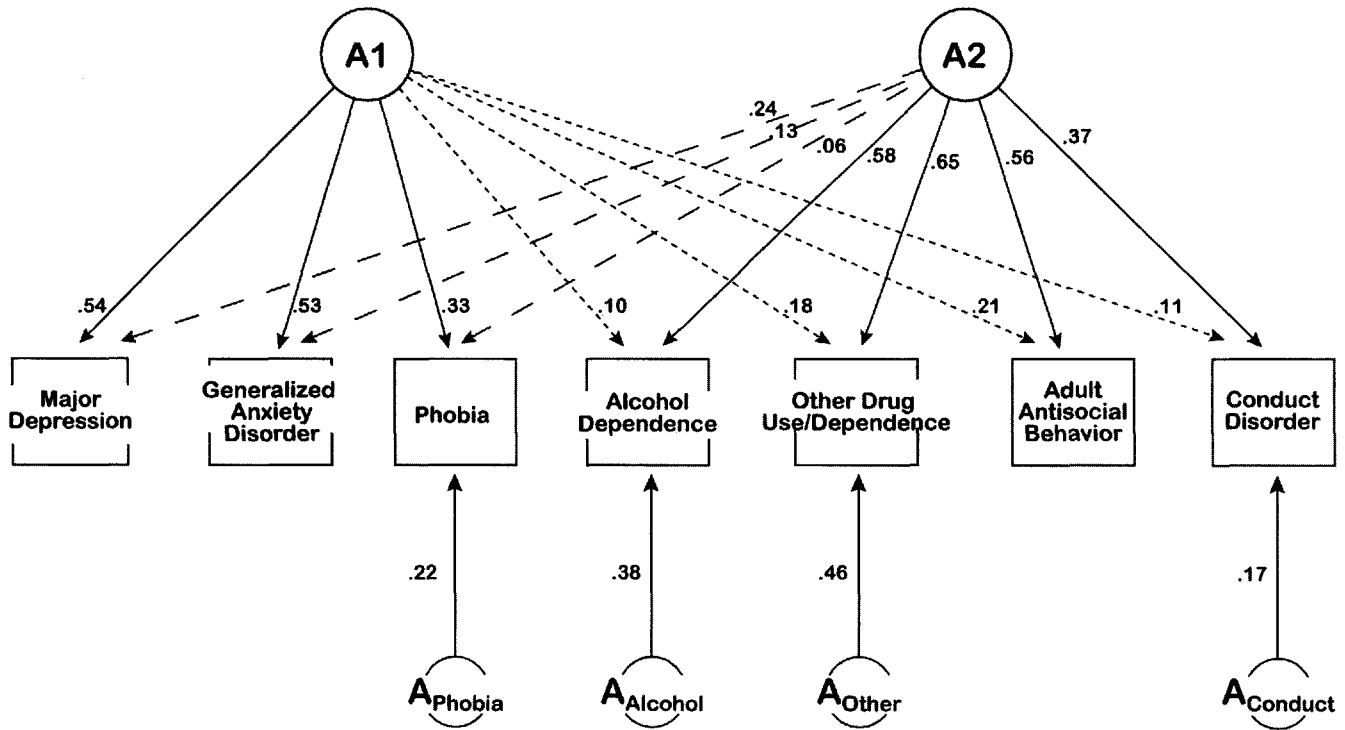 A1
A2
.24
.13
.06
.58
.65
.56
.37
.54
.53
.33
.10
.18
.21
.11
Major
Depression
Generalized
Anxiety
Disorder
Phobia
Alcohol
Dependence
Other Drug
Use/Dependence
Adult
Antisocial
Behavior
Conduct
Disorder
.22
.38
.46
.17
APhobia
AAlcohol
AOther
AConduct